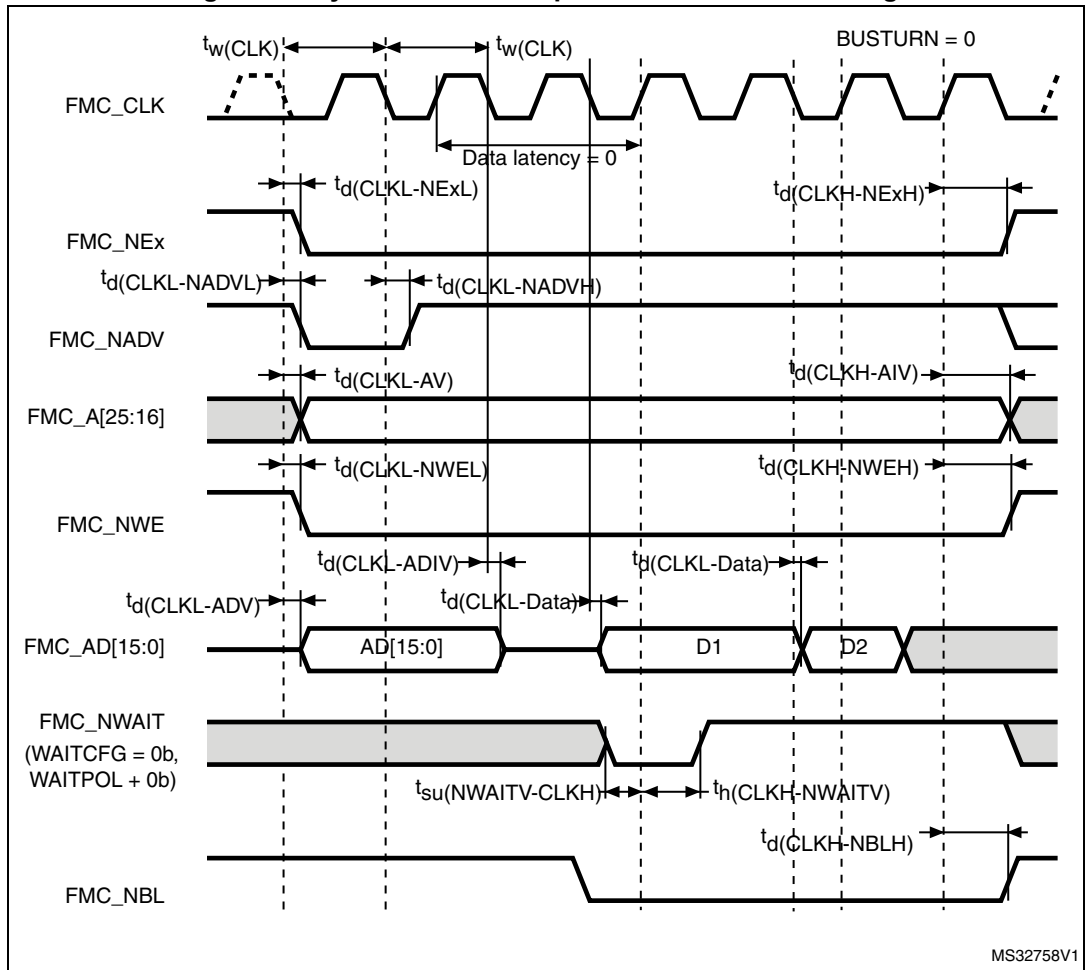 BUSTURN = 0
tw(CLK) tw(CLK)
FMC_CLK
Data latency = 0
td(CLKL-NExL) td(CLKH-NExH)
FMC_NEx
td(CLKL-NADVL) td(CLKL-NADVH)
FMC_NADV
td(CLKL-AV) td(CLKH-AIV)
FMC_A[25:16]
td(CLKL-NWEL) td(CLKH-NWEH)
FMC_NWE
td(CLKL-ADIV) td(CLKL-Data)
td(CLKL-ADV) td(CLKL-Data)
FMC_AD[15:0] AD[15:0] D1 D2
FMC_NWAIT
(WAITCFG = 0b,
WAITPOL + 0b)
tsu(NWAITV-CLKH) th(CLKH-NWAITV)
td(CLKH-NBLH)
FMC_NBL
MS32758V1